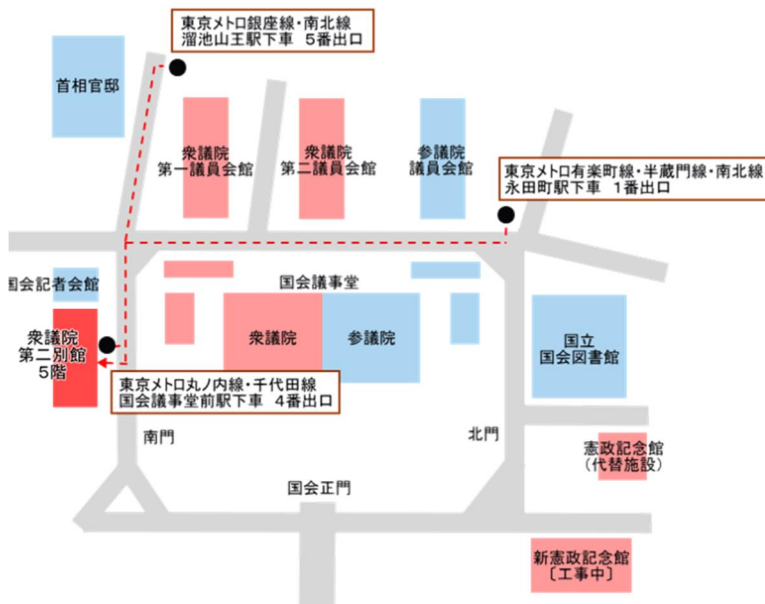 東京メトロ銀座線・南北線
溜池山王駅下車 5番出口
首相官邸
衆議院
第一議員会館
衆議院
第二議員会館
参議院
議員会館
東京メトロ有楽町線・半蔵門線・南北線
永田町駅下車 1番出口
国会記者会館
国会議事堂
衆議院
参議院
国立
国会図書館
衆議院
第二別館
5階
東京メトロ丸ノ内線・千代田線
国会議事堂前駅下車 4番出口
南門
北門
憲政記念館
(代替施設)
国会正門
新憲政記念館
〔工事中〕